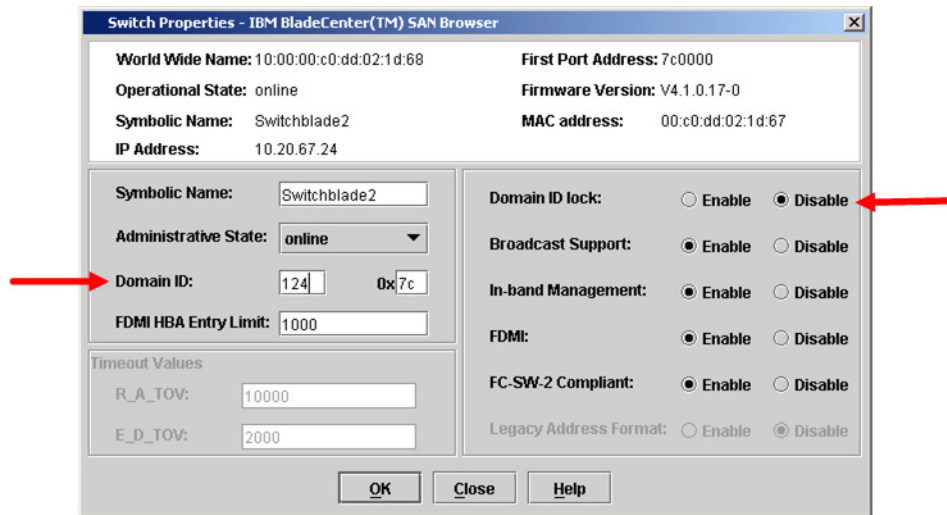 Switch Properties - IBM BladeCenter(TM) SAN Browser
World Wide Name: 10:00:00:c0:dd:02:1d:68 First Port Address: 7c0000
Operational State: online Firmware Version: V4.1.0.17-0
Symbolic Name: Switchblade2 MAC address: 00:c0:dd:02:1d:67
IP Address: 10.20.67.24
Symbolic Name: Switchblade2
Administrative State: online
Domain ID: 124 0x 7c
FDMI HBA Entry Limit: 1000
Timeout Values
R_A_TOV: 10000
E_D_TOV: 2000
Domain ID lock: Enable Disable
Broadcast Support: Enable Disable
In-band Management: Enable Disable
FDMI: Enable Disable
FC-SW-2 Compliant: Enable Disable
Legacy Address Format: Enable Disable
OK Close Help